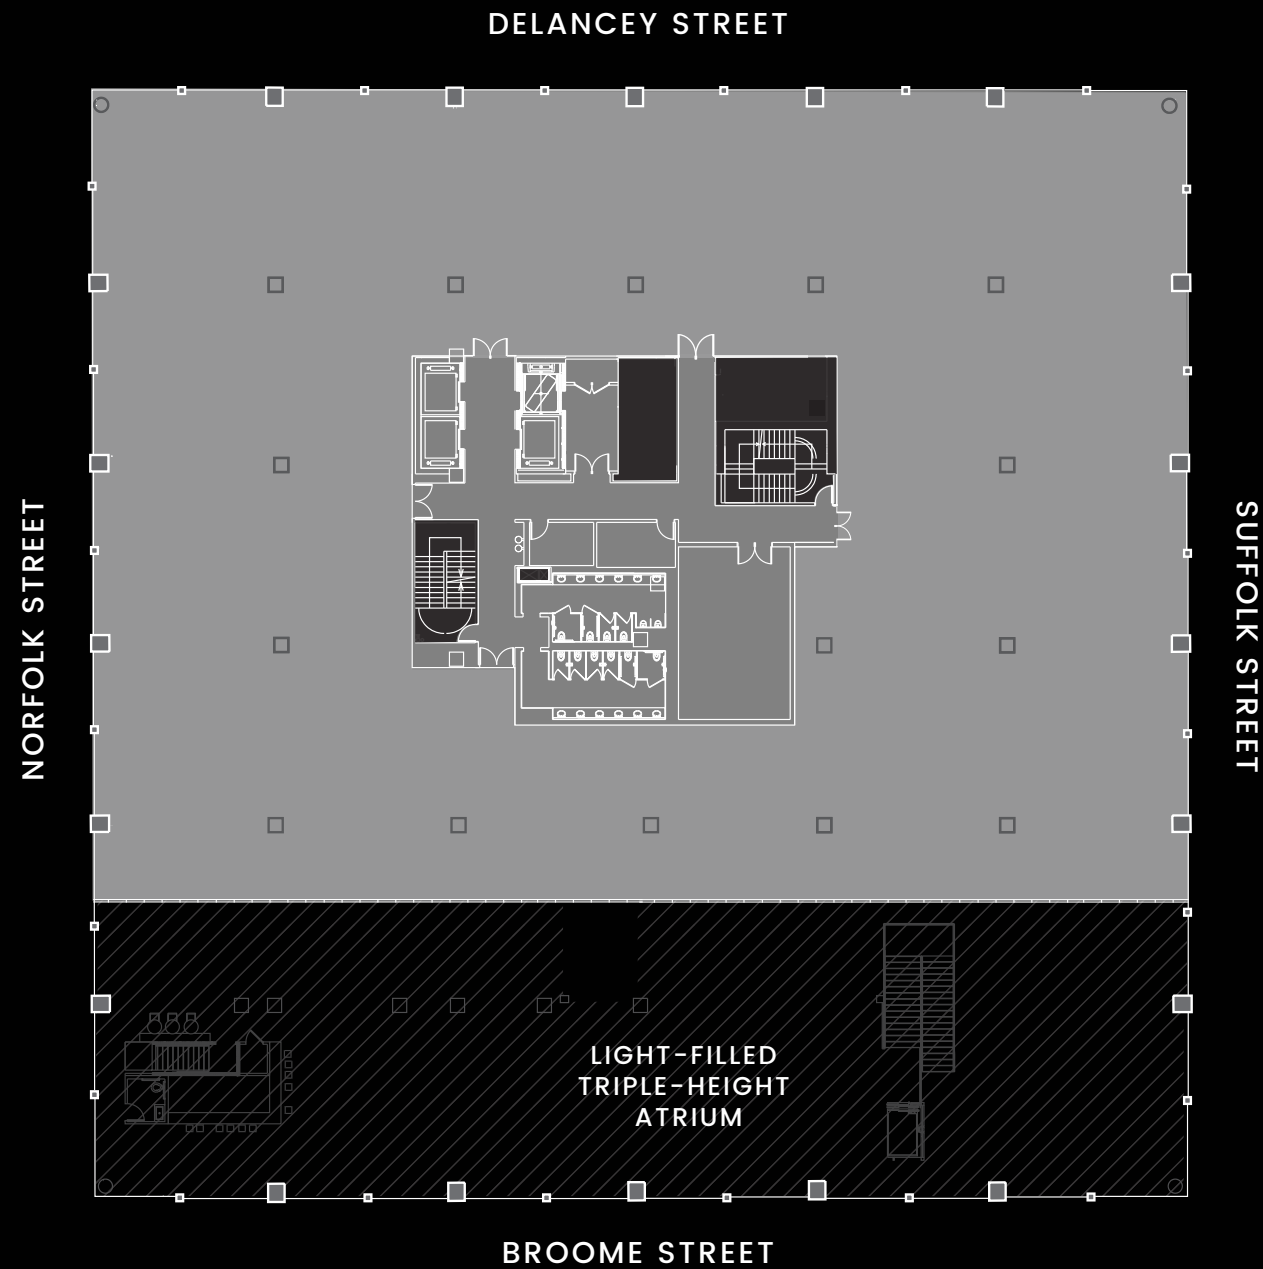 DELANCEY STREET
NORFOLK STREET
SUFFOLK STREET
LIGHT-FILLED
TRIPLE-HEIGHT
ATRIUM
BROOME STREET